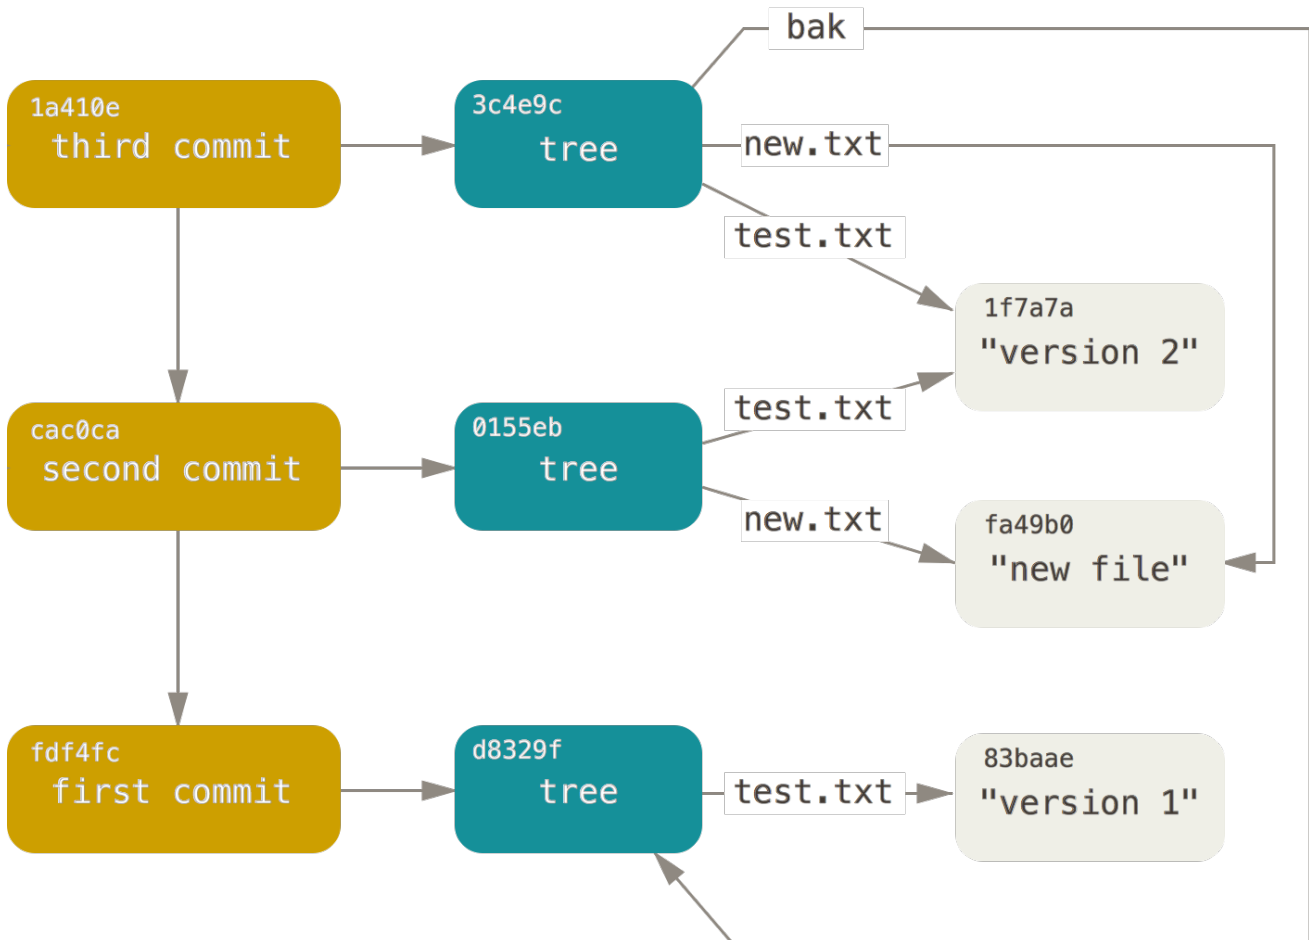 bak
1a410e
third commit
3c4e9c
tree
new.txt
test.txt
1f7a7a
"version 2"
cac0ca
second commit
0155eb
tree
test.txt
new.txt
fa49b0
"new file"
fdf4fc
first commit
d8329f
tree
test.txt
83baae
"version 1"